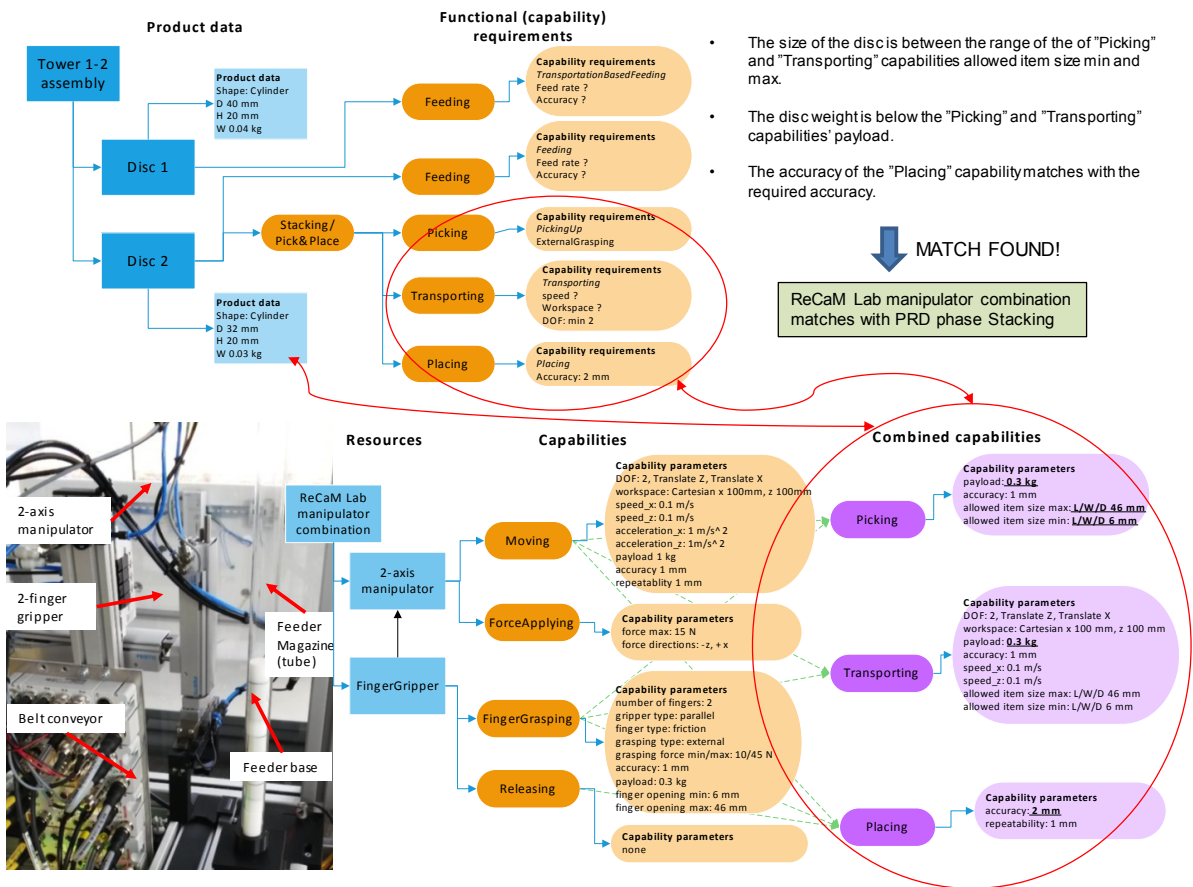 Product data
Functional (capability)
requirements
Tower 1-2
assembly
Product data
Shape: Cylinder
D 40 mm
H 20 mm
W 0.04 kg
Disc 1
Feeding
Capability requirements
TransportationBasedFeeding
Feed rate ?
Accuracy ?
Feeding
Capability requirements
Feeding
Feed rate ?
Accuracy ?
Disc 2
Stacking/
Pick&Place
Picking
Capability requirements
PickingUp
ExternalGrasping
Transporting
Capability requirements
Transporting
speed ?
Workspace ?
DOF: min 2
Product data
Shape: Cylinder
D 32 mm
H 20 mm
W 0.03 kg
Placing
Capability requirements
Placing
Accuracy: 2 mm
• The size of the disc is between the range of the of ”Picking”
and ”Transporting” capabilities allowed item size min and
max.
• The disc weight is below the ”Picking” and ”Transporting”
capabilities’ payload.
• The accuracy of the ”Placing” capability matches with the
required accuracy.
MATCH FOUND!
ReCaM Lab manipulator combination
matches with PRD phase Stacking
2-axis
manipulator
2-finger
gripper
Feeder
Magazine
(tube)
Belt conveyor
Feeder base
Resources
Capabilities
Combined capabilities
ReCaM Lab
manipulator
combination
2-axis
manipulator
FingerGripper
Moving
Capability parameters
DOF: 2, Translate Z, Translate X
workspace: Cartesian x 100mm, z 100mm
speed_x: 0.1 m/s
speed_z: 0.1 m/s
acceleration_x: 1 m/s^2
acceleration_z: 1m/s^2
payload 1 kg
accuracy 1 mm
repeatablity 1 mm
ForceApplying
Capability parameters
force max: 15 N
force directions: -z, +x
FingerGrasping
Capability parameters
number of fingers: 2
gripper type: parallel
finger type: friction
grasping type: external
grasping force min/max: 10/45 N
accuracy: 1 mm
payload: 0.3 kg
finger opening min: 6 mm
finger opening max: 46 mm
Releasing
Capability parameters
none
Picking
Capability parameters
payload: 0.3 kg
accuracy: 1 mm
allowed item size max: L/W/D 46 mm
allowed item size min: L/W/D 6 mm
Transporting
Capability parameters
DOF: 2, Translate Z, Translate X
workspace: Cartesian x 100 mm, z 100 mm
payload: 0.3 kg
accuracy: 1 mm
speed_x: 0.1 m/s
speed_z: 0.1 m/s
allowed item size max: L/W/D 46 mm
allowed item size min: L/W/D 6 mm
Placing
Capability parameters
accuracy: 2 mm
repeatability: 1 mm